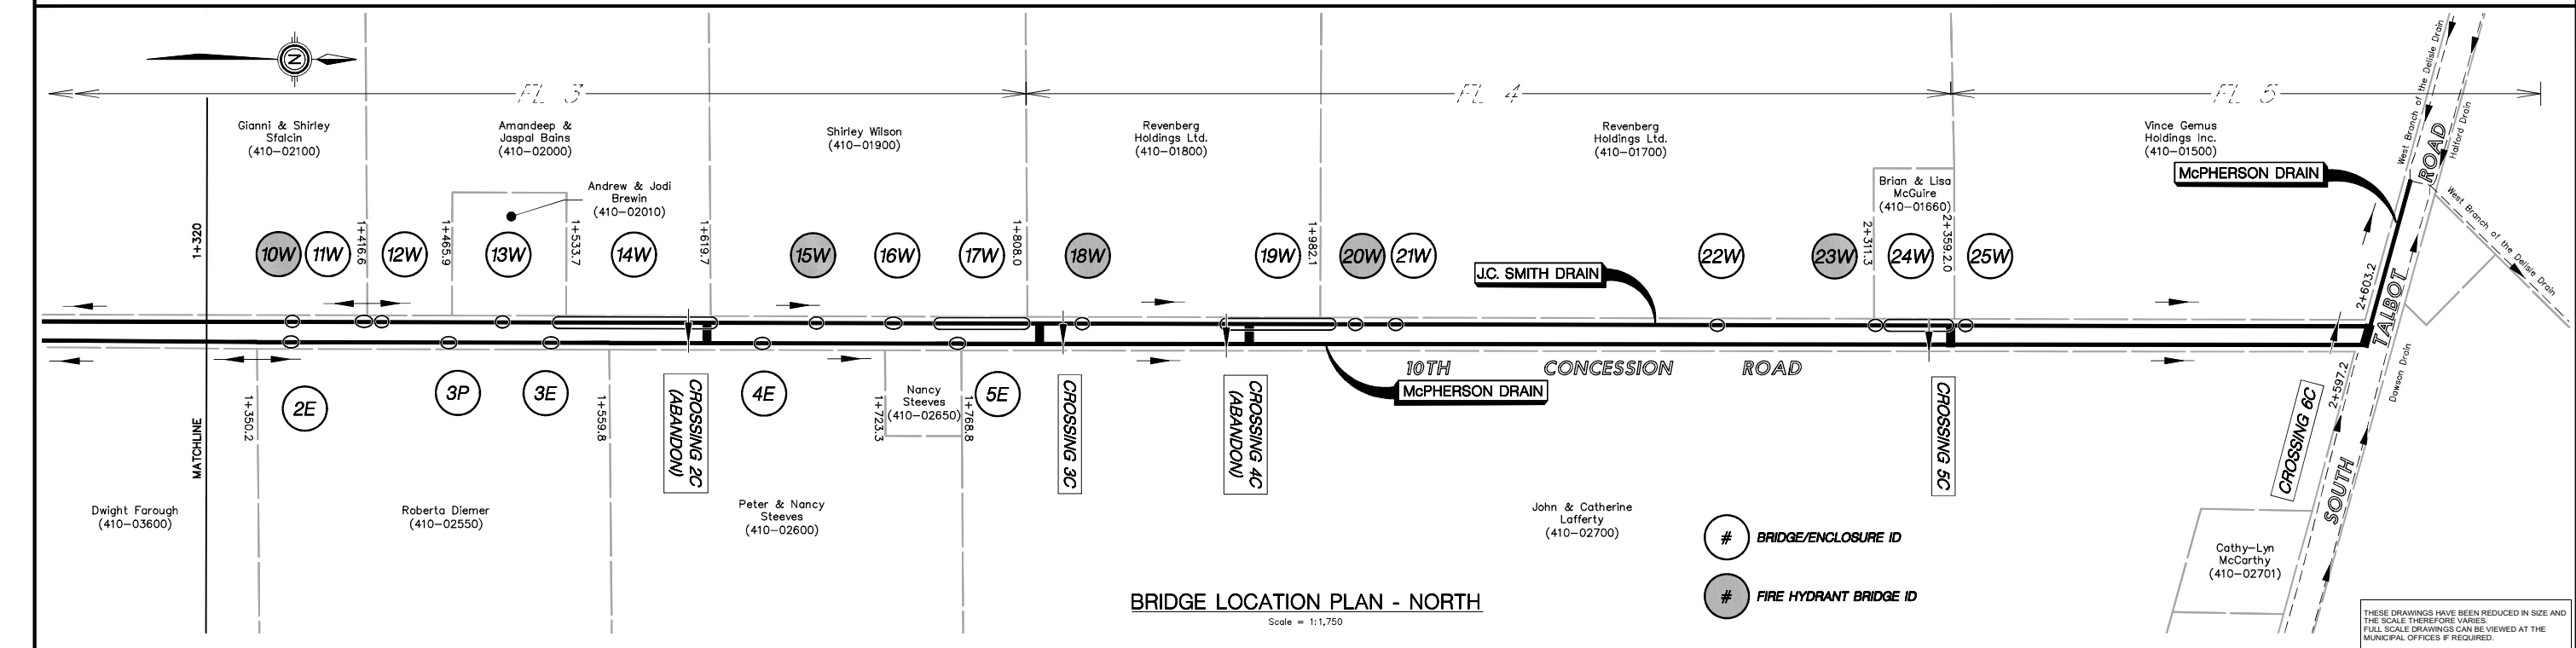 N
FL 3
FL 4
FL 5
Gianni & Shirley
Sfalcin
(410-02100)
Amandeep &
Jaspal Bains
(410-02000)
Andrew & Jodi
Brewin
(410-02010)
Shirley Wilson
(410-01900)
Revenberg
Holdings Ltd.
(410-01800)
Revenberg
Holdings Ltd.
(410-01700)
Brian & Lisa
McGuire
(410-01660)
Vince Gemus
Holdings Inc.
(410-01500)
McPHERSON DRAIN
West Branch of the Delisle Drain
Halford Drain
West Branch of the Delisle Drain
1+320
1+416.6
1+465.9
1+533.7
1+619.7
1+808.0
1+982.1
2+311.3
2+359.2.0
2+603.2
10W
11W
12W
13W
14W
15W
16W
17W
18W
19W
20W
21W
22W
23W
24W
25W
J.C. SMITH DRAIN
10TH CONCESSION ROAD
McPHERSON DRAIN
SOUTH TALBOT ROAD
Dawson Drain
MATCHLINE
1+350.2
1+559.8
1+723.3
1+768.8
2+597.2
2E
3P
3E
4E
5E
Nancy
Steeves
(410-02650)
CROSSING 2C
(ABANDON)
CROSSING 3C
CROSSING 4C
(ABANDON)
CROSSING 5C
CROSSING 6C
Dwight Farough
(410-03600)
Roberta Diemer
(410-02550)
Peter & Nancy
Steeves
(410-02600)
John & Catherine
Lafferty
(410-02700)
Cathy-Lyn
McCarthy
(410-02701)
# BRIDGE/ENCLOSURE ID
# FIRE HYDRANT BRIDGE ID
BRIDGE LOCATION PLAN - NORTH
Scale = 1:1,750
THESE DRAWINGS HAVE BEEN REDUCED IN SIZE AND
THE SCALE THEREFORE VARIES.
FULL SCALE DRAWINGS CAN BE VIEWED AT THE
MUNICIPAL OFFICES IF REQUIRED.